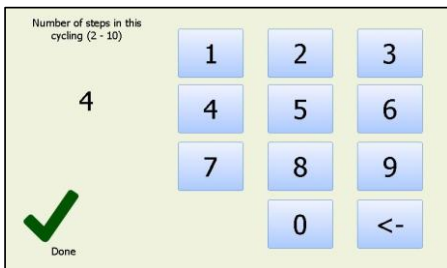 Number of steps in this
cycling (2 - 10)
4
1 2 3
4 5 6
7 8 9
0 <-
Done